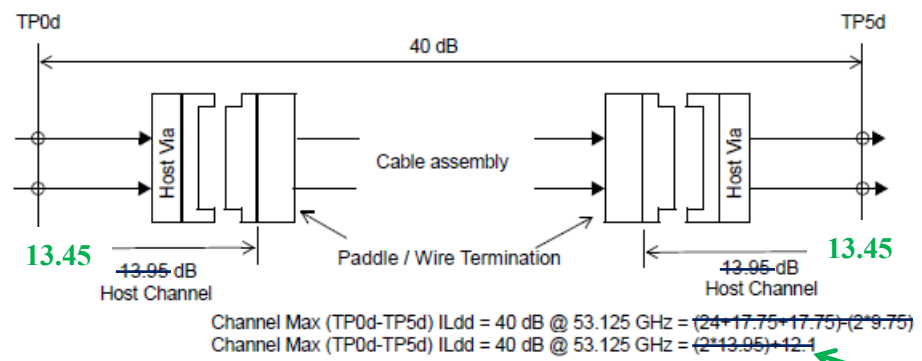 TP0d
TP5d
40 dB
Host Via
Cable assembly
Host Via
13.45
13.95 dB
Host Channel
Paddle / Wire Termination
13.45
13.95 dB
Host Channel
Channel Max (TP0d-TP5d) ILdd = 40 dB @ 53.125 GHz = (24+17.75+17.75)-(2*9.75)
Channel Max (TP0d-TP5d) ILdd = 40 dB @ 53.125 GHz = (2*13.95)+12.1